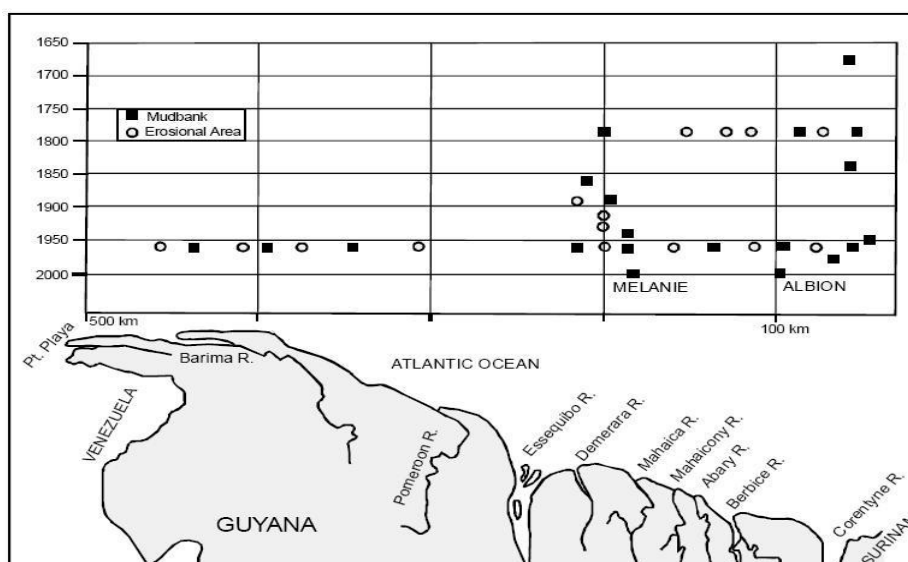 1650
1700
1750
1800
1850
1900
1950
2000
Mudbank
Erosional Area
MELANIE
ALBION
500 km
100 km
Pt. Playa
Barima R.
ATLANTIC OCEAN
VENEZUELA
Pomeroon R.
Essequibo R.
Demerara R.
Mahaica R.
Mahaicony R.
Abary R.
Berbice R.
Corentyne R.
GUYANA
SURINAM